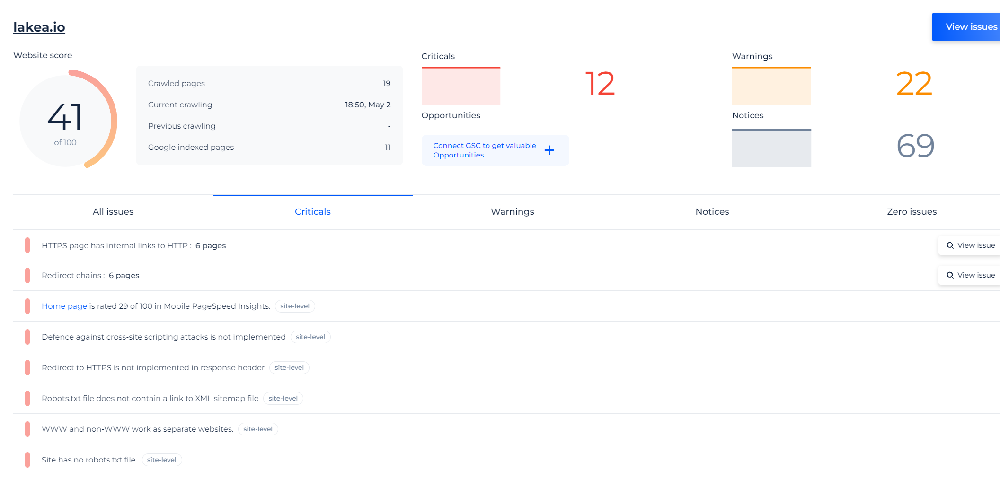 lakea.io
View issues
Website score
41
of 100
Crawled pages 19
Current crawling 18:50, May 2
Previous crawling -
Google indexed pages 11
Criticals
12
Warnings
22
Opportunities
Connect GSC to get valuable
Opportunities
+
Notices
69
All issues Criticals Warnings Notices Zero issues
HTTPS page has internal links to HTTP : 6 pages View issue
Redirect chains : 6 pages View issue
Home page is rated 29 of 100 in Mobile PageSpeed Insights. site-level
Defence against cross-site scripting attacks is not implemented site-level
Redirect to HTTPS is not implemented in response header site-level
Robots.txt file does not contain a link to XML sitemap file site-level
WWW and non-WWW work as separate websites. site-level
Site has no robots.txt file. site-level